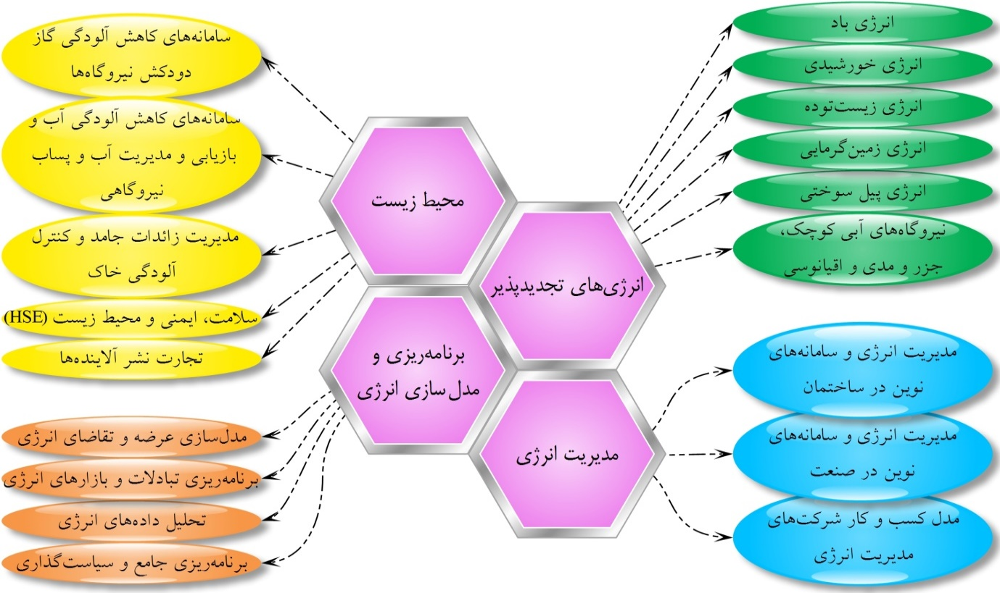 محیط زیست
سامانه‌های کاهش آلودگی گاز
دودکش نیروگاه‌ها
سامانه‌های کاهش آلودگی آب و
بازیابی و مدیریت آب و پساب
نیروگاهی
مدیریت زائدات جامد و کنترل
آلودگی خاک
سلامت، ایمنی و محیط زیست (HSE)
تجارت نشر آلاینده‌ها
انرژی‌های تجدیدپذیر
انرژی باد
انرژی خورشیدی
انرژی زیست‌توده
انرژی زمین‌گرمایی
انرژی پیل سوختی
نیروگاه‌های آبی کوچک،
جزر و مدی و اقیانوسی
برنامه‌ریزی و
مدل‌سازی انرژی
مدل‌سازی عرضه و تقاضای انرژی
برنامه‌ریزی تبادلات و بازارهای انرژی
تحلیل داده‌های انرژی
برنامه‌ریزی جامع و سیاست‌گذاری
مدیریت انرژی
مدیریت انرژی و سامانه‌های
نوین در ساختمان
مدیریت انرژی و سامانه‌های
نوین در صنعت
مدل کسب و کار شرکت‌های
مدیریت انرژی